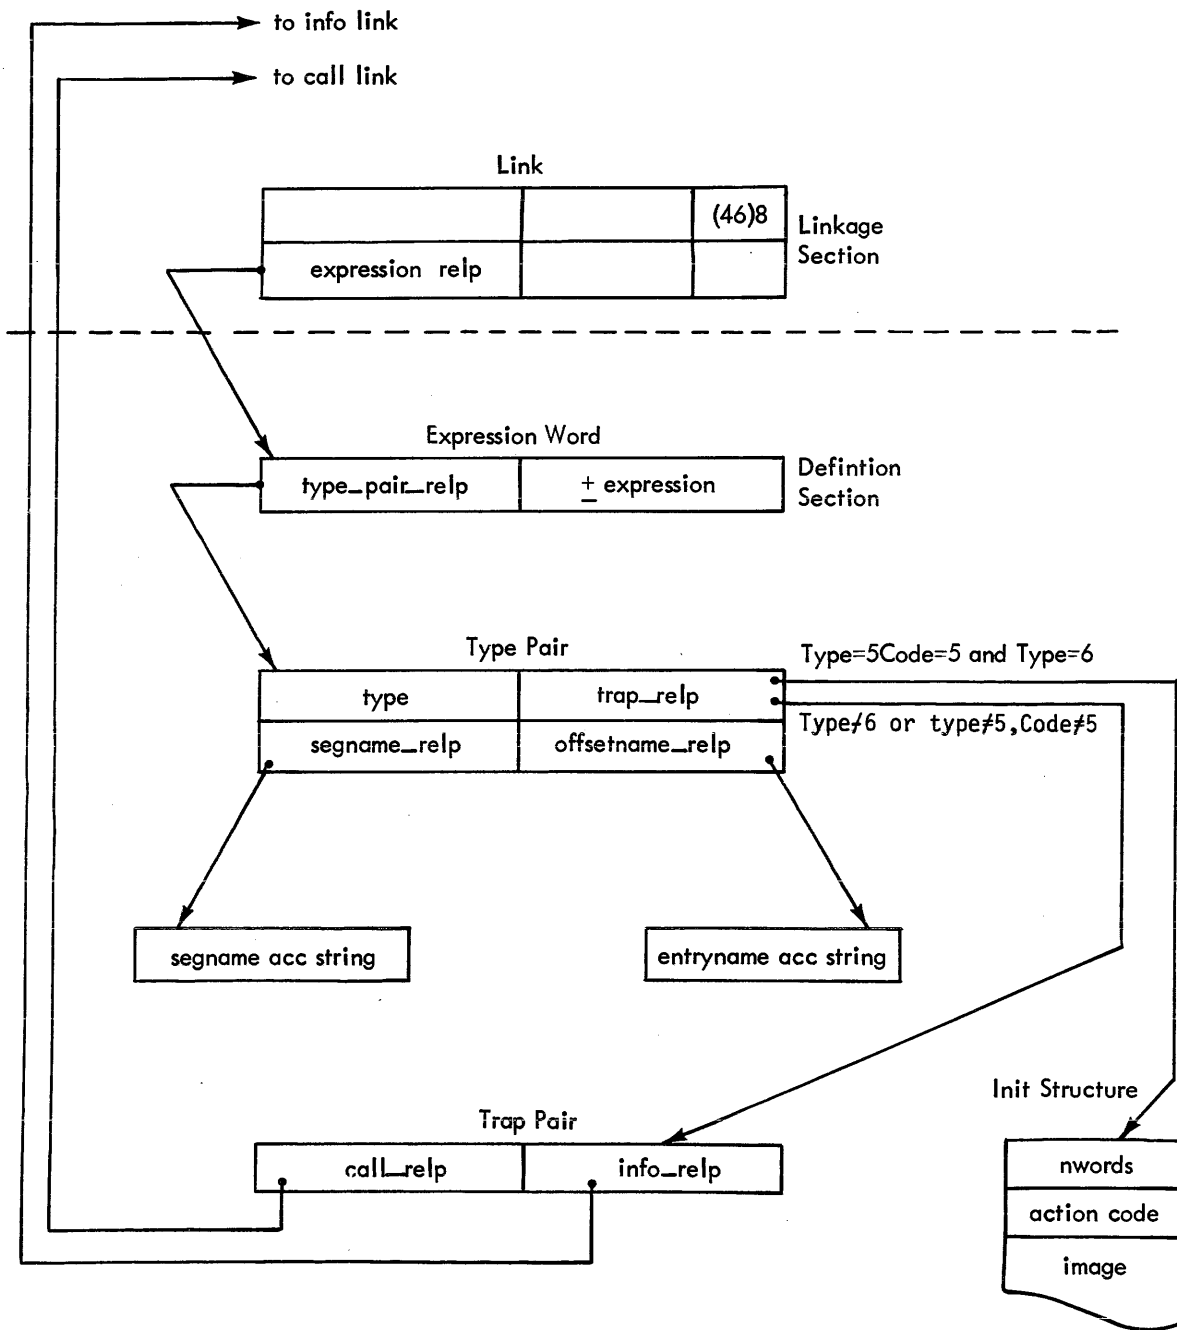 to info link
to call link
Link
(46)8
Linkage
Section
expression relp
Expression Word
type_pair_relp
± expression
Defintion
Section
Type Pair
Type=5Code=5 and Type=6
type
trap_relp
Type≠6 or type≠5,Code≠5
segname_relp
offsetname_relp
segname acc string
entryname acc string
Init Structure
Trap Pair
call_relp
info_relp
nwords
action code
image